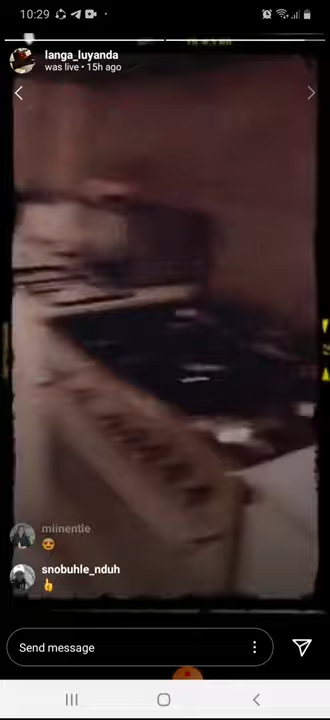 10:29
langa_luyanda
was live • 15h ago
miinentle
😍
snobuhle_nduh
👆
Send message